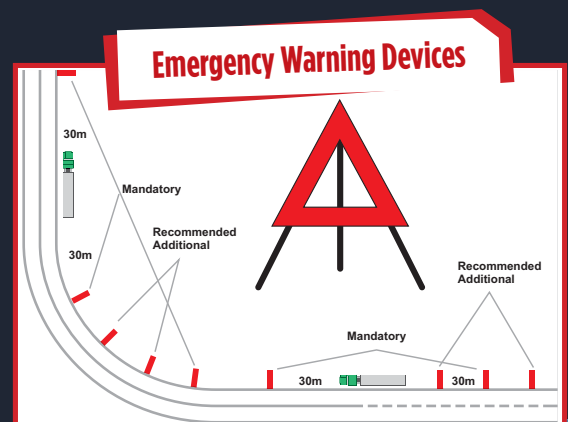 Emergency Warning Devices
30m
Mandatory
Recommended
Additional
30m
Recommended
Additional
Mandatory
30m
30m